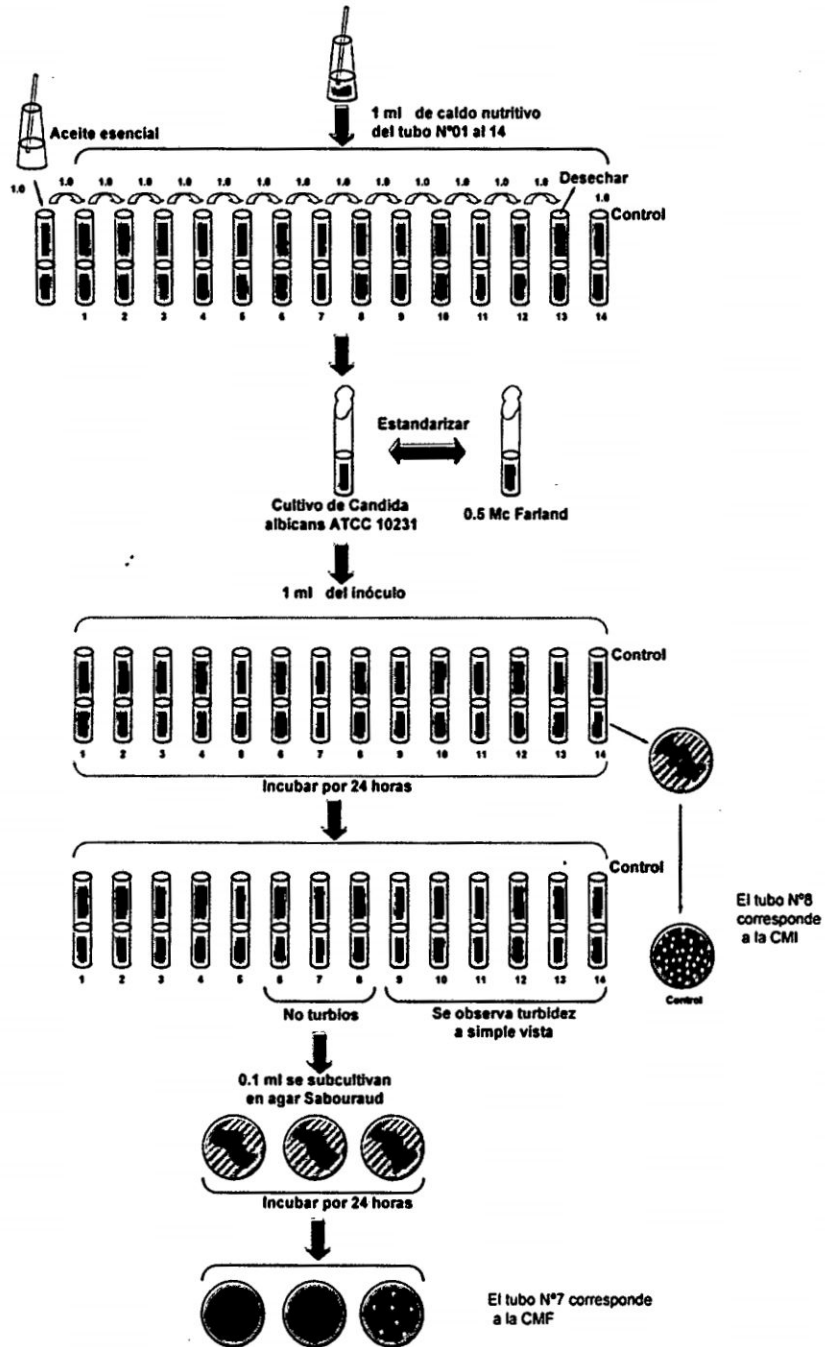 1 ml de caldo nutritivo
del tubo Nº01 al 14
Aceite esencial
Desechar
1.0 1.0 1.0 1.0 1.0 1.0 1.0 1.0 1.0 1.0 1.0 1.0 1.0 1.0
Control
1 2 3 4 5 6 7 8 9 10 11 12 13 14
Estandarizar
Cultivo de Candida
albicans ATCC 10231
0.5 Mc Farland
1 ml del inóculo
Control
1 2 3 4 5 6 7 8 9 10 11 12 13 14
Incubar por 24 horas
Control
El tubo Nº8
corresponde
a la CMI
1 2 3 4 5 6 7 8 9 10 11 12 13 14
Control
No turbios
Se observa turbidez
a simple vista
0.1 ml se subcultivan
en agar Sabouraud
Incubar por 24 horas
El tubo Nº7 corresponde
a la CMF